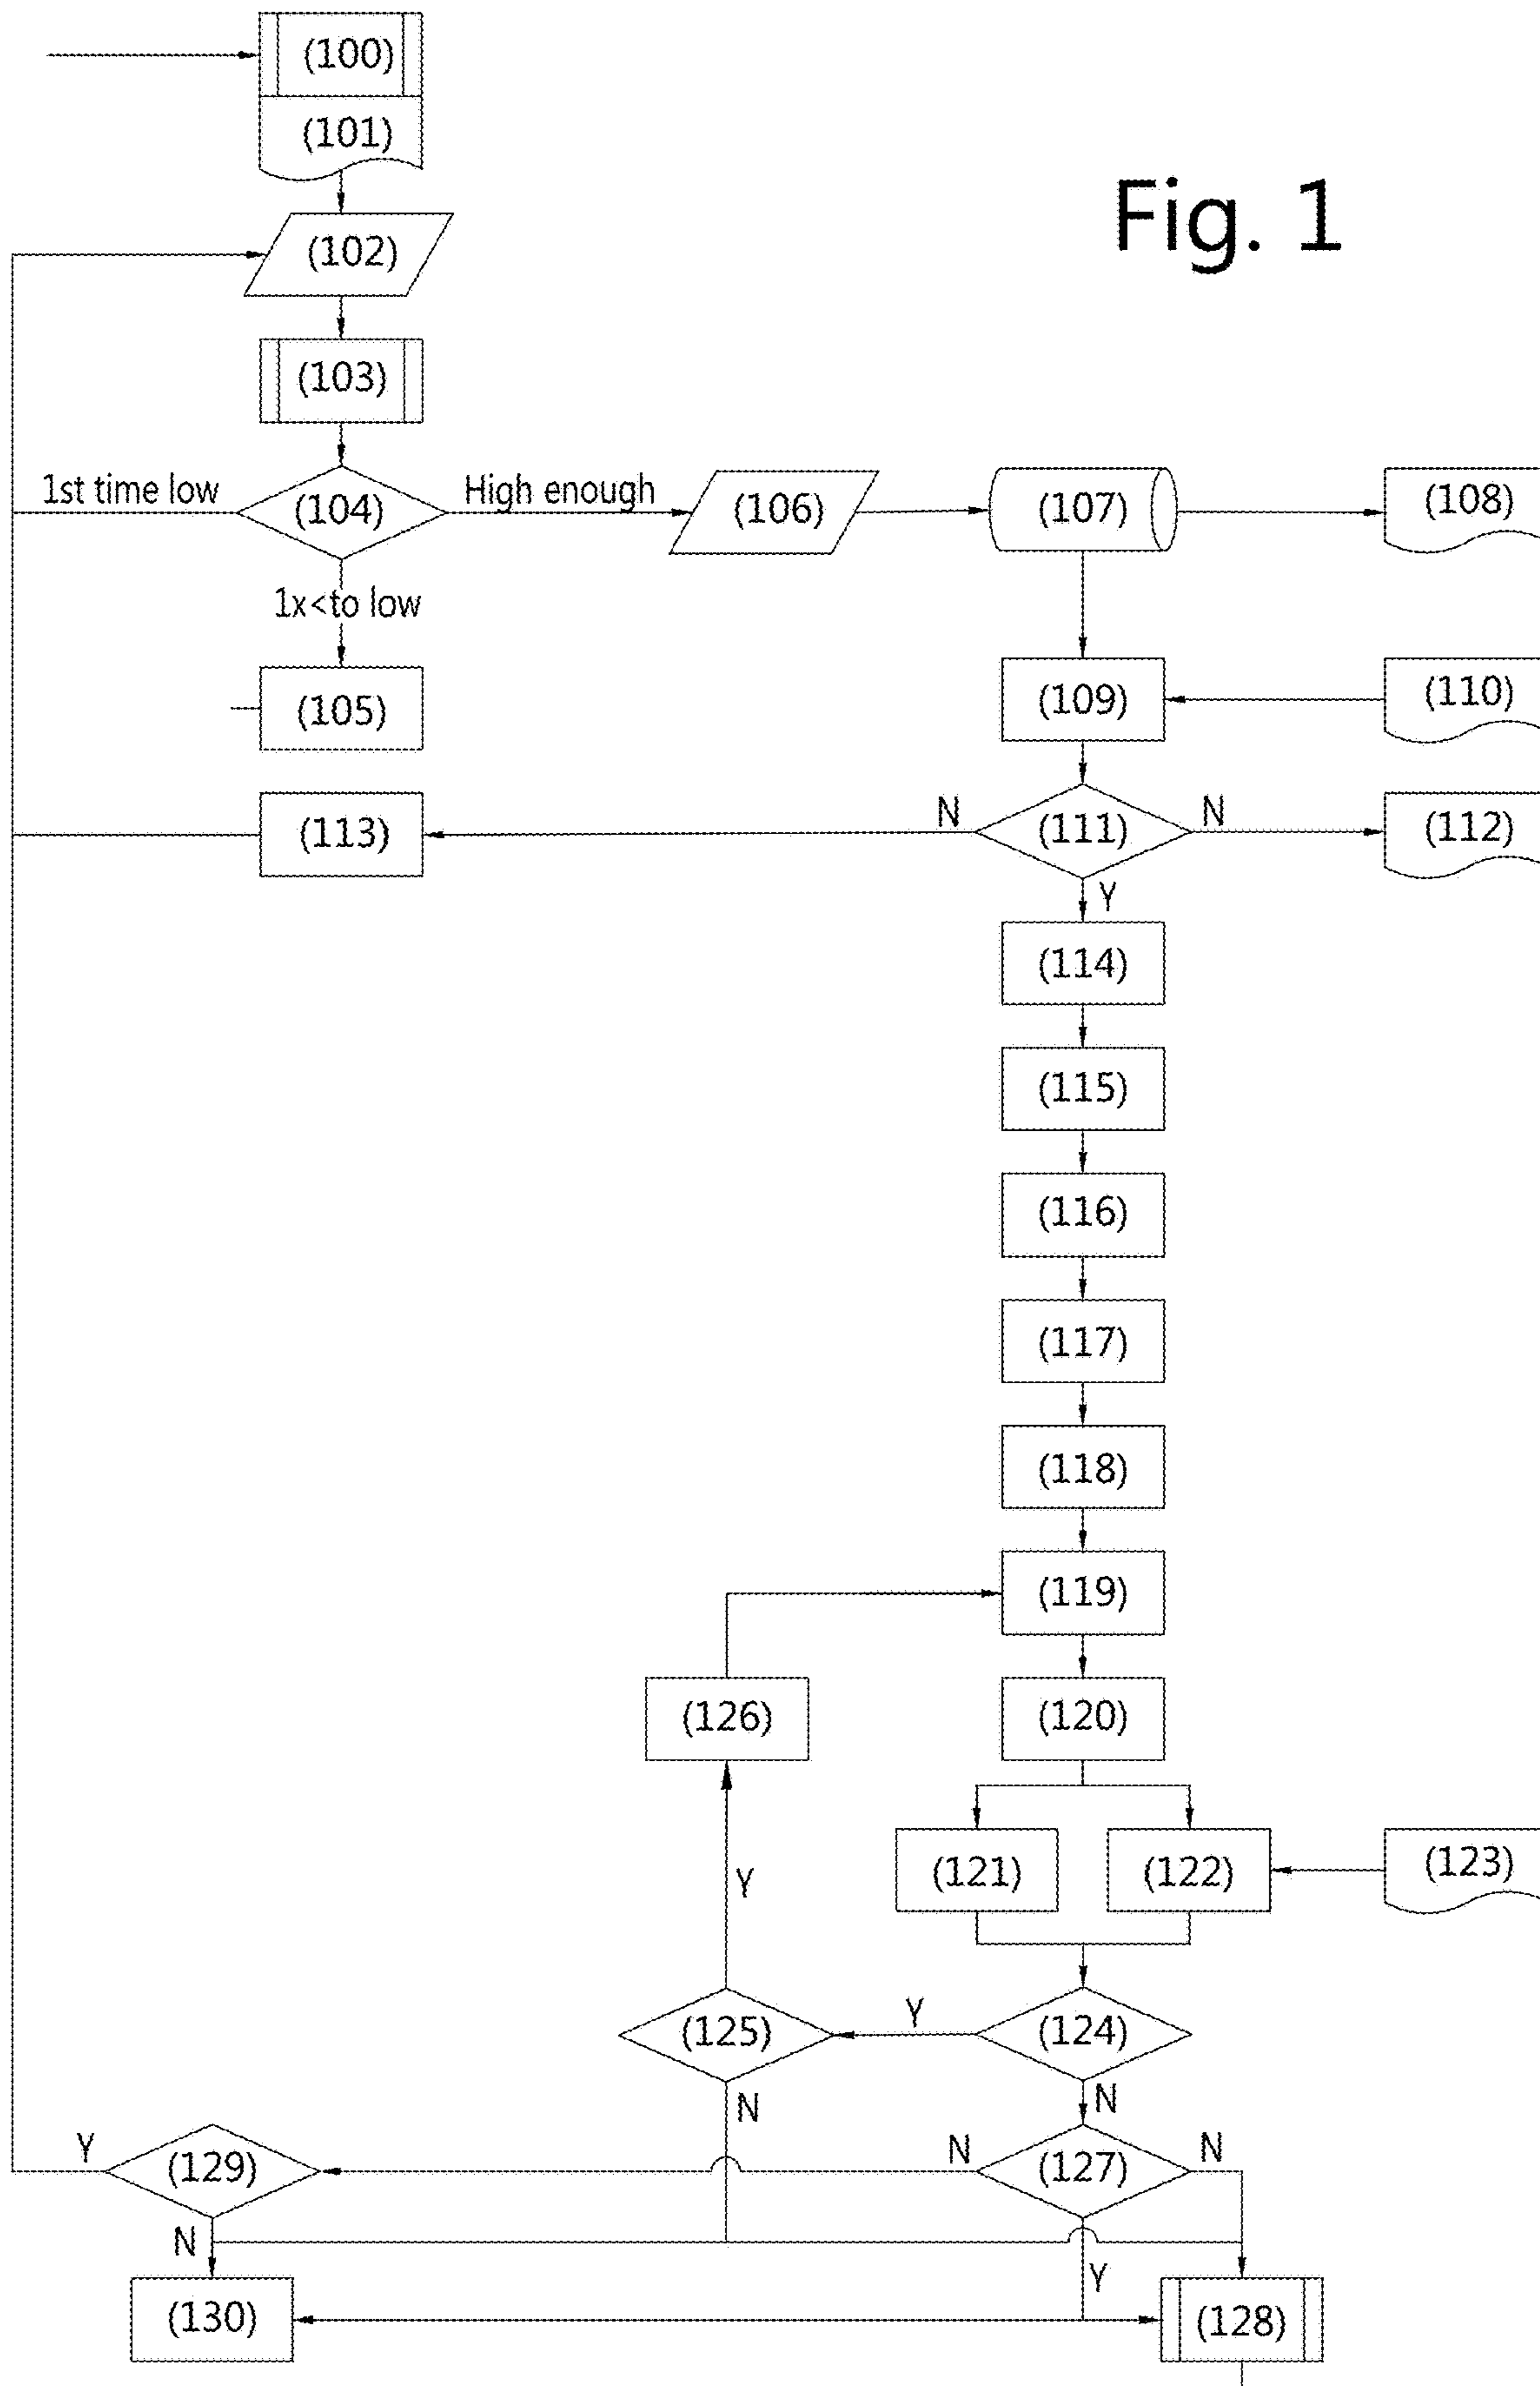 (100)
(101)
Fig. 1
(102)
(103)
1st time low
(104)
High enough
(106)
(107)
(108)
1x<to low
(105)
(109)
(110)
(113)
N
(111)
N
(112)
Y
(114)
(115)
(116)
(117)
(118)
(119)
(126)
(120)
Y
(121)
(122)
(123)
(125)
Y
(124)
N
N
Y
(129)
N
(127)
N
N
Y
(130)
(128)